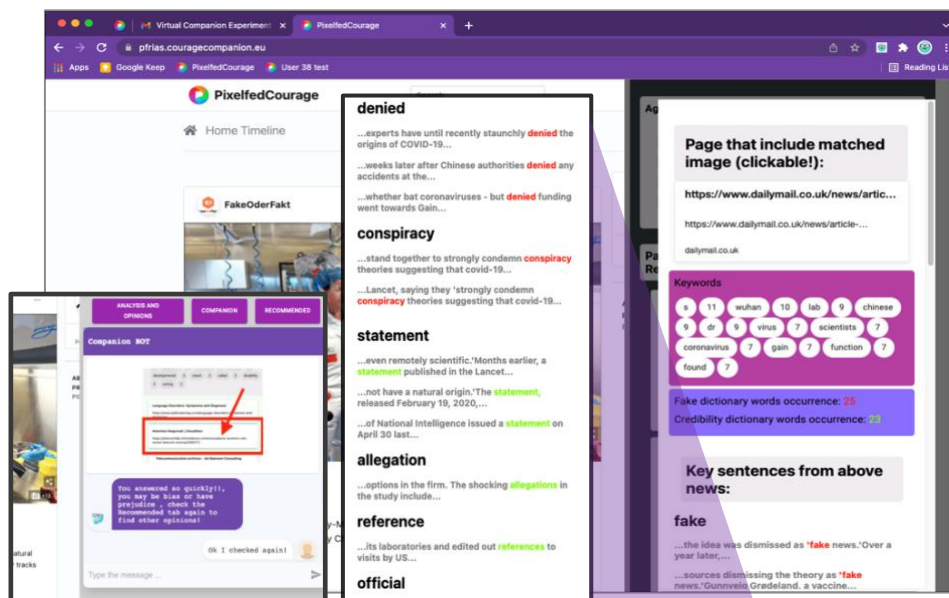 Virtual Companion Experiment
PixelfedCourage
pfrias.couragecompanion.eu
Apps
Google Keep
PixelfedCourage
User 38 test
Reading Lis
PixelfedCourage
Home Timeline
FakeOderFakt
denied
...experts have until recently staunchly denied the
origins of COVID-19...
...weeks later after Chinese authorities denied any
accidents at the...
...whether bat coronaviruses - but denied funding
went towards Gain...
conspiracy
...stand together to strongly condemn conspiracy
theories suggesting that covid-19...
...Lancet, saying they 'strongly condemn
conspiracy theories suggesting that covid-19...
statement
...even remotely scientific.'Months earlier, a
statement published in the Lancet...
...not have a natural origin.'The statement,
released February 19, 2020,...
...of National Intelligence issued a statement on
April 30 last...
allegation
...options in the firm. The shocking allegations in
the study include...
reference
...its laboratories and edited out references to
visits by US...
official
Page that include matched
image (clickable!):
https://www.dailymail.co.uk/news/artic...
https://www.dailymail.co.uk/news/article-...
dailymail.co.uk
Keywords
s 11 wuhan 10 lab 9 chinese
9 dr 9 virus 7 scientists 7
coronavirus 7 gain 7 function 7
found 7
Fake dictionary words occurrence: 25
Credibility dictionary words occurrence: 23
Key sentences from above
news:
fake
...the idea was dismissed as 'fake news.'Over a
year later,...
...sources dismissing the theory as 'fake
news.'Gunnveio Grødeland, a vaccine...
ANALYSIS AND
OPINIONS
COMPANION
RECOMMENDED
Companion BOT
You answered so quickly!!,
you may be bias or have
prejudice , check the
Recommended tab again to
find other opinions!
Ok I checked again!
Type the message ...
atural
tracks